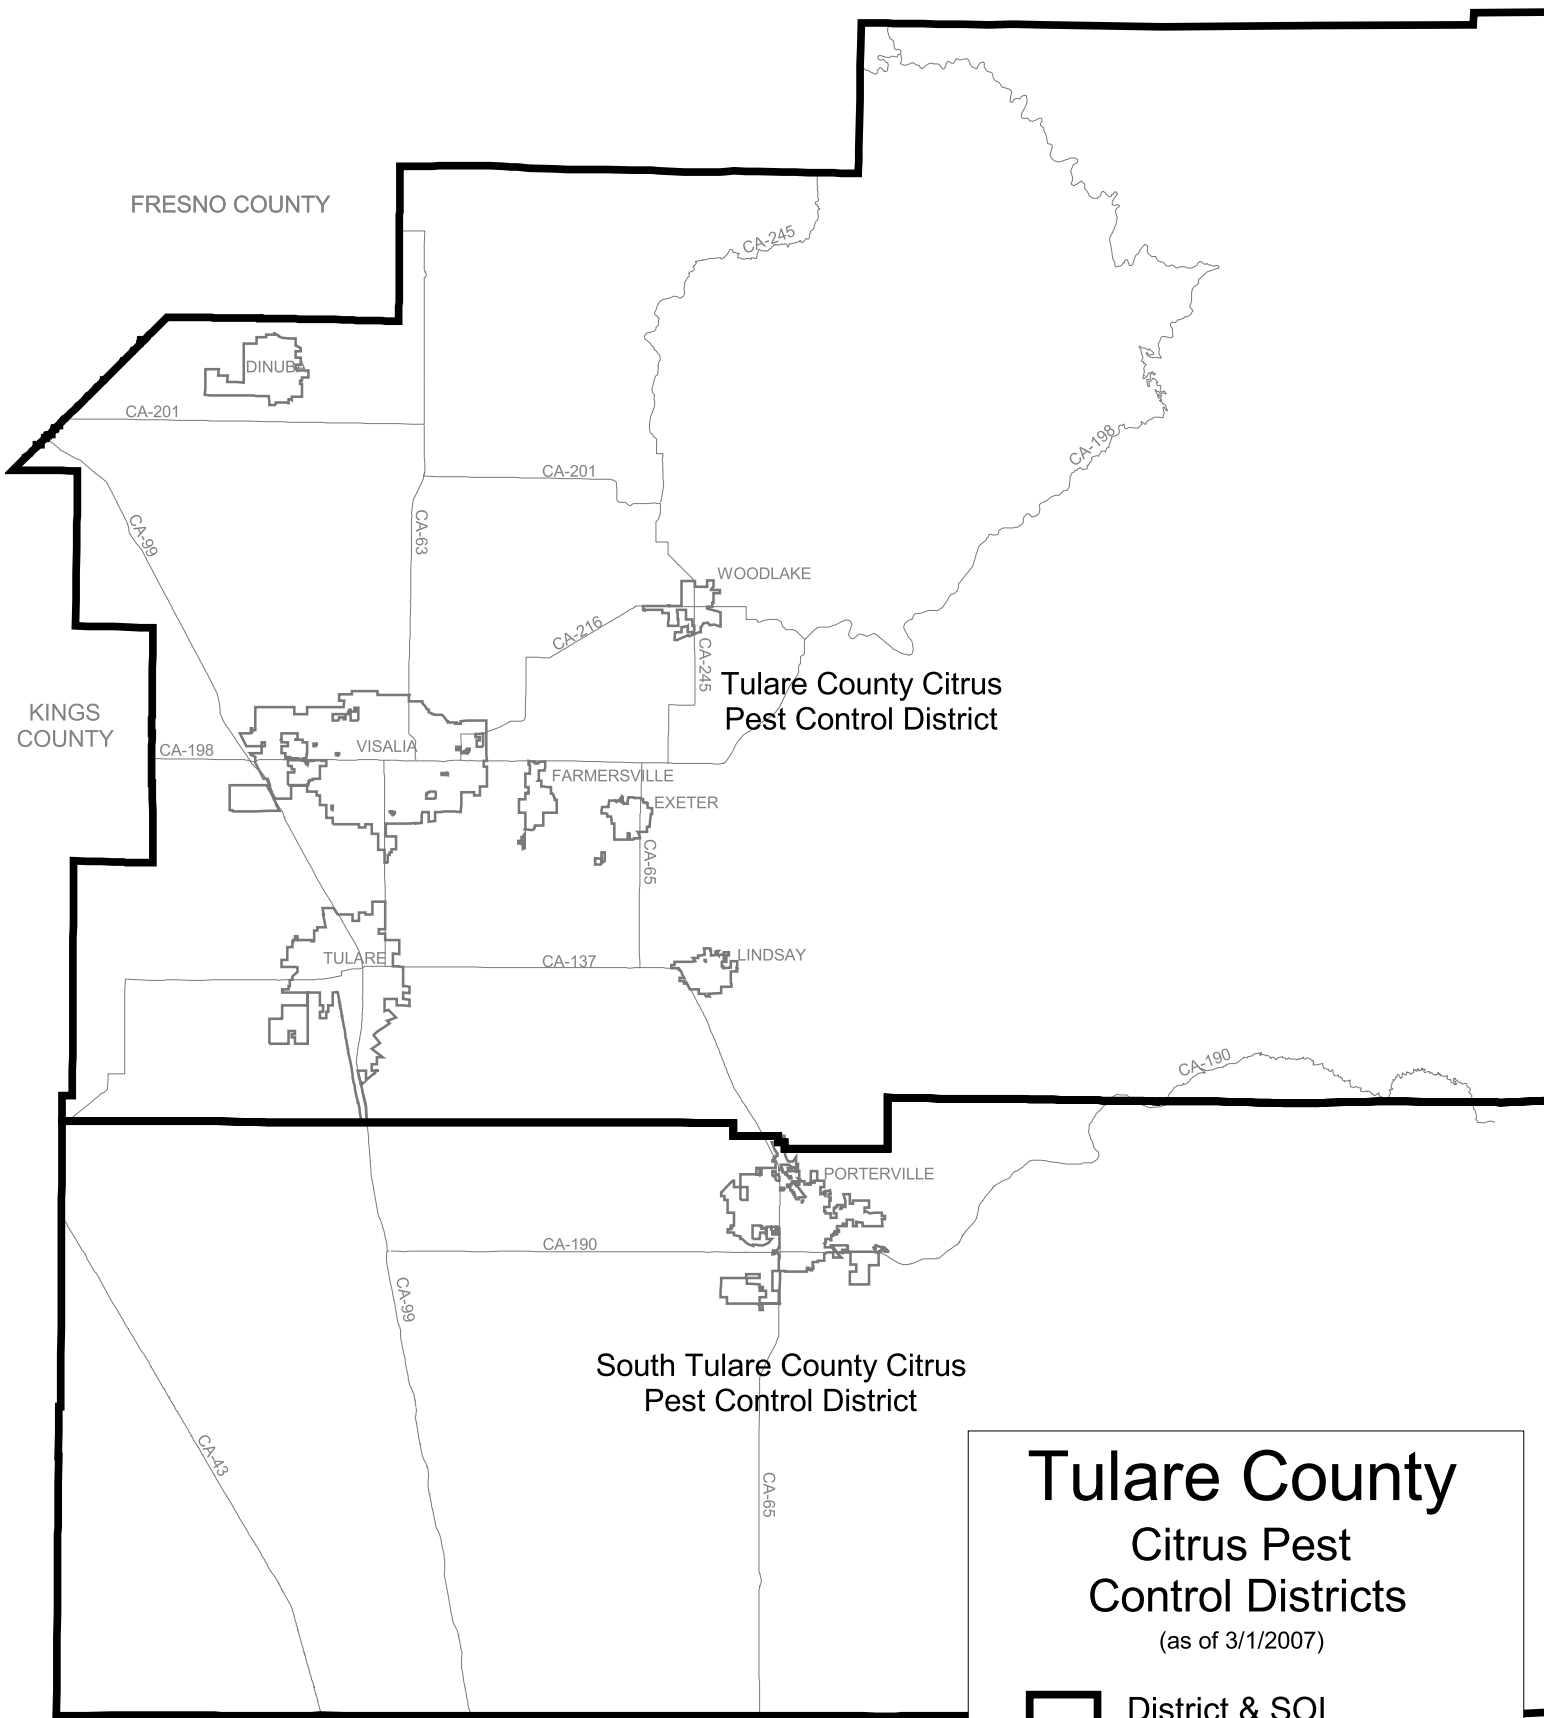 FRESNO COUNTY
CA-245
DINUBA
CA-201
CA-198
CA-201
CA-99
CA-63
WOODLAKE
CA-216
CA-245
Tulare County Citrus
Pest Control District
KINGS
COUNTY
CA-198
VISALIA
FARMERSVILLE
EXETER
CA-65
TULARE
CA-137
LINDSAY
CA-190
PORTERVILLE
CA-190
CA-99
South Tulare County Citrus
Pest Control District
CA-43
CA-65
Tulare County
Citrus Pest
Control Districts
(as of 3/1/2007)
District & SOI